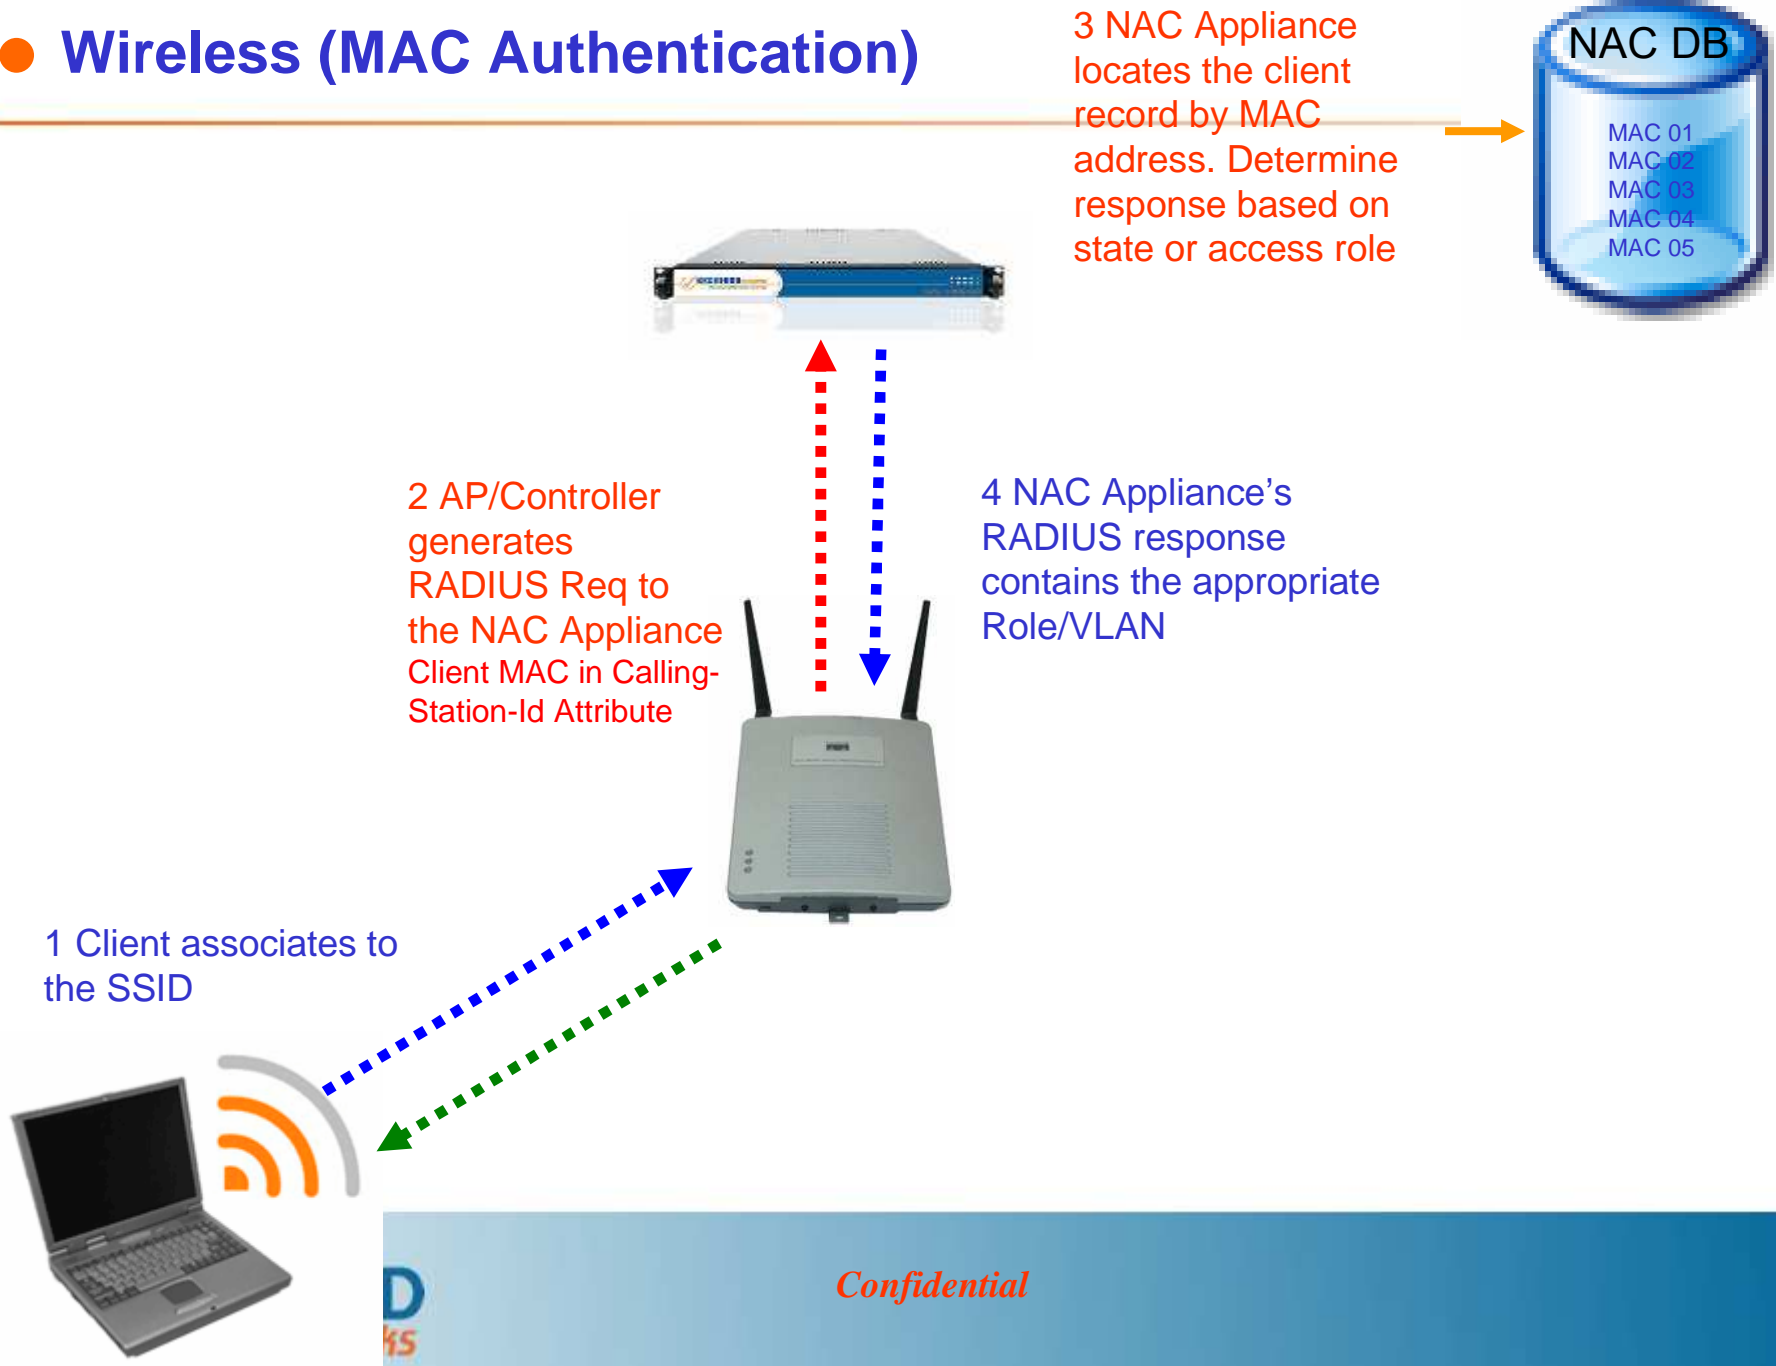 Wireless (MAC Authentication)
3 NAC Appliance
locates the client
record by MAC
address. Determine
response based on
state or access role
NAC DB
MAC 01
MAC 02
MAC 03
MAC 04
MAC 05
2 AP/Controller
generates
RADIUS Req to
the NAC Appliance
Client MAC in Calling-
Station-Id Attribute
4 NAC Appliance’s
RADIUS response
contains the appropriate
Role/VLAN
1 Client associates to
the SSID
Confidential